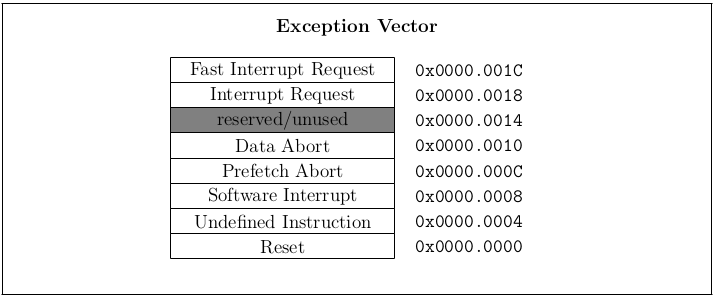 Exception Vector
Fast Interrupt Request 0x0000.001C
Interrupt Request 0x0000.0018
reserved/unused 0x0000.0014
Data Abort 0x0000.0010
Prefetch Abort 0x0000.000C
Software Interrupt 0x0000.0008
Undefined Instruction 0x0000.0004
Reset 0x0000.0000